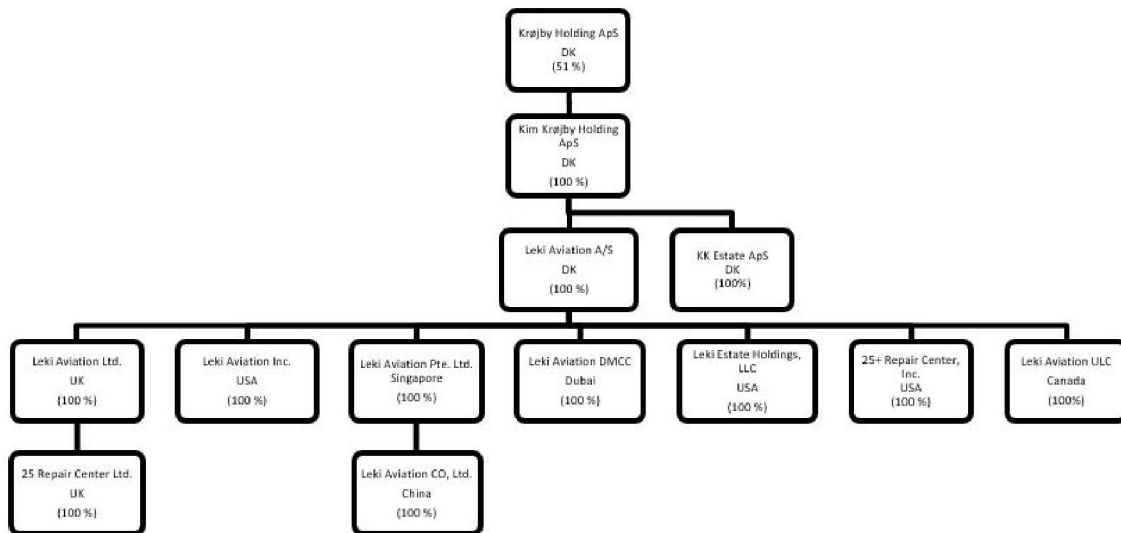 Krøjby Holding ApS
DK
(51 %)
Kim Krøjby Holding
ApS
DK
(100 %)
Leki Aviation A/S
DK
(100 %)
KK Estate ApS
DK
(100%)
Leki Aviation Ltd.
UK
(100 %)
Leki Aviation Inc.
USA
(100 %)
Leki Aviation Pte. Ltd.
Singapore
(100 %)
Leki Aviation DMCC
Dubai
(100 %)
Leki Estate Holdings,
LLC
USA
(100 %)
25+ Repair Center,
Inc.
USA
(100 %)
Leki Aviation ULC
Canada
(100%)
25 Repair Center Ltd.
UK
(100 %)
Leki Aviation CO, Ltd.
China
(100 %)